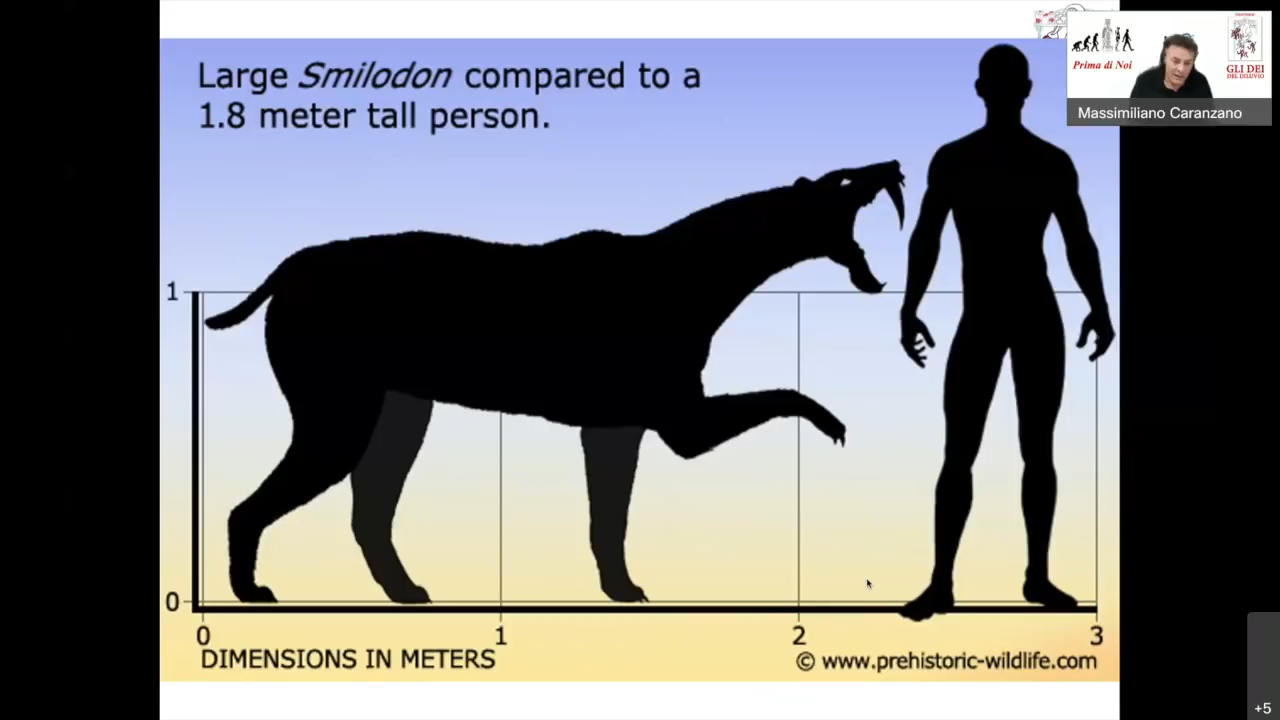 Large Smilodon compared to a
1.8 meter tall person.
Prima di Noi
GLI DEI
DEL DILUVIO
Massimiliano Caranzano
1
0
0 1 2 3
DIMENSIONS IN METERS
© www.prehistoric-wildlife.com
+5